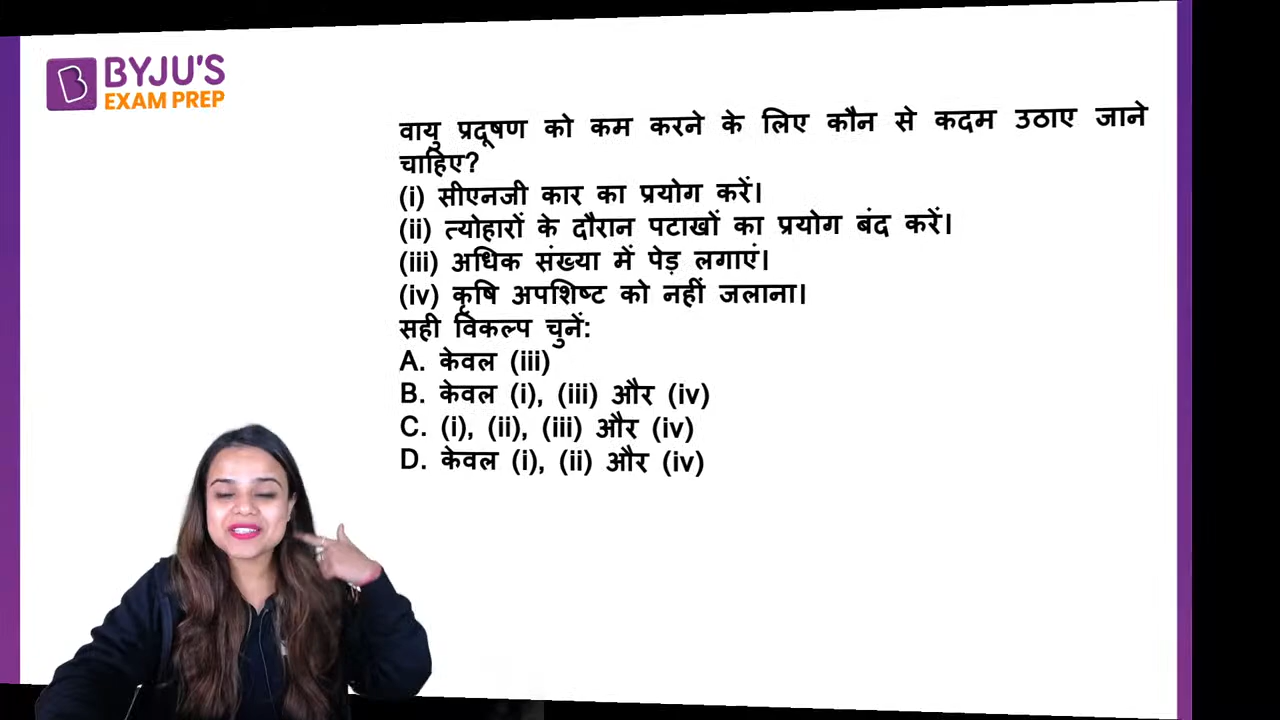 BYJU'S
EXAM PREP
वायु प्रदूषण को कम करने के लिए कौन से कदम उठाए जाने
चाहिए?
(i) सीएनजी कार का प्रयोग करें।
(ii) त्योहारों के दौरान पटाखों का प्रयोग बंद करें।
(iii) अधिक संख्या में पेड़ लगाएं।
(iv) कृषि अपशिष्ट को नहीं जलाना।
सही विकल्प चुनें:
A. केवल (iii)
B. केवल (i), (iii) और (iv)
C. (i), (ii), (iii) और (iv)
D. केवल (i), (ii) और (iv)